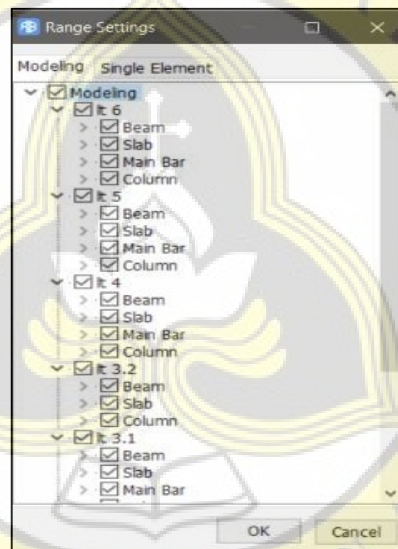 Range Settings
Modeling Single Element
Modeling
lt 6
Beam
Slab
Main Bar
Column
lt 5
Beam
Slab
Main Bar
Column
lt 4
Beam
Slab
Main Bar
Column
lt 3.2
Beam
Slab
Column
lt 3.1
Beam
Slab
Main Bar
OK Cancel